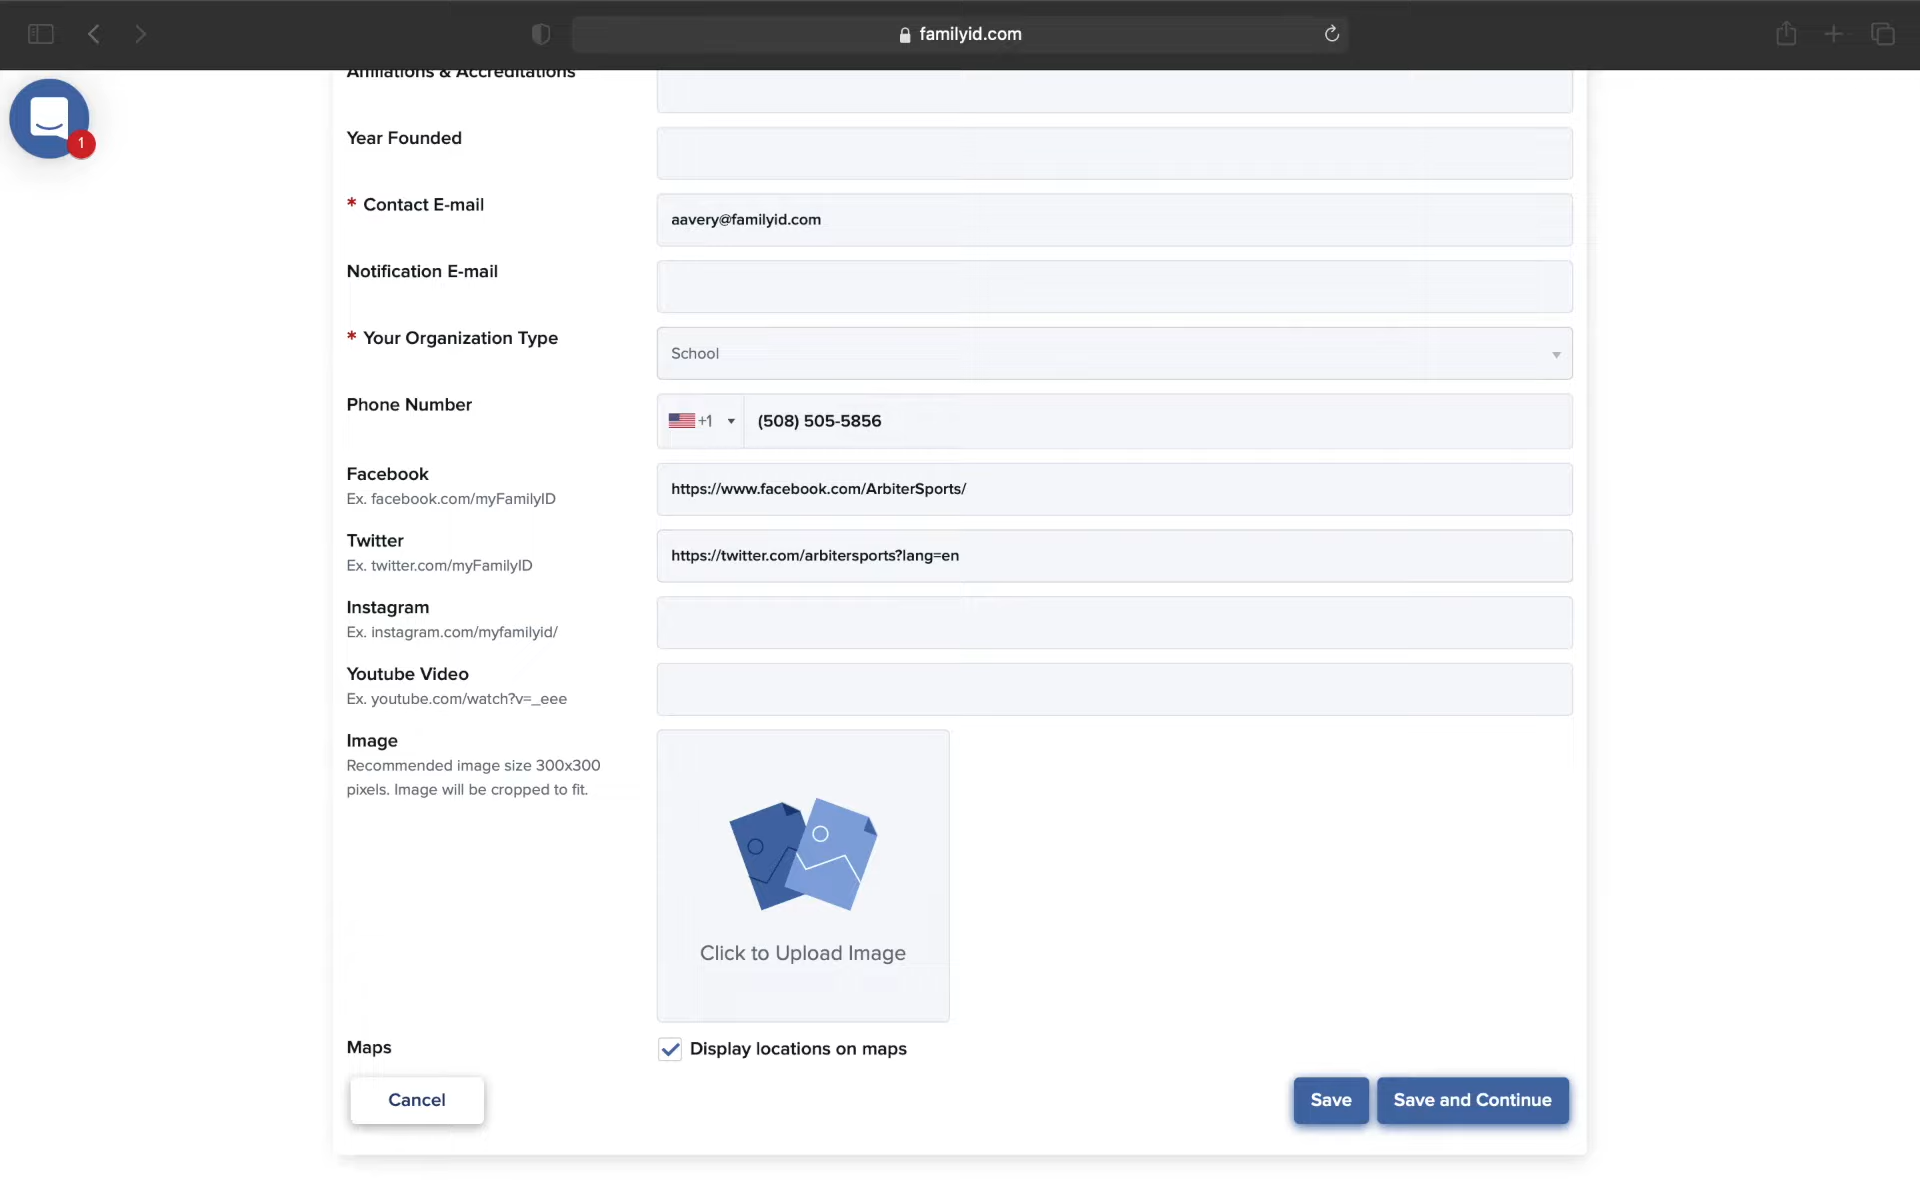 familyid.com
Affiliations & Accreditations
1
Year Founded
* Contact E-mail
aavery@familyid.com
Notification E-mail
* Your Organization Type
School
Phone Number
+1
(508) 505-5856
Facebook
Ex. facebook.com/myFamilyID
https://www.facebook.com/ArbiterSports/
Twitter
Ex. twitter.com/myFamilyID
https://twitter.com/arbitersports?lang=en
Instagram
Ex. instagram.com/myfamilyid/
Youtube Video
Ex. youtube.com/watch?v=_eee
Image
Recommended image size 300x300
pixels. Image will be cropped to fit.
Click to Upload Image
Maps
Display locations on maps
Cancel
Save
Save and Continue